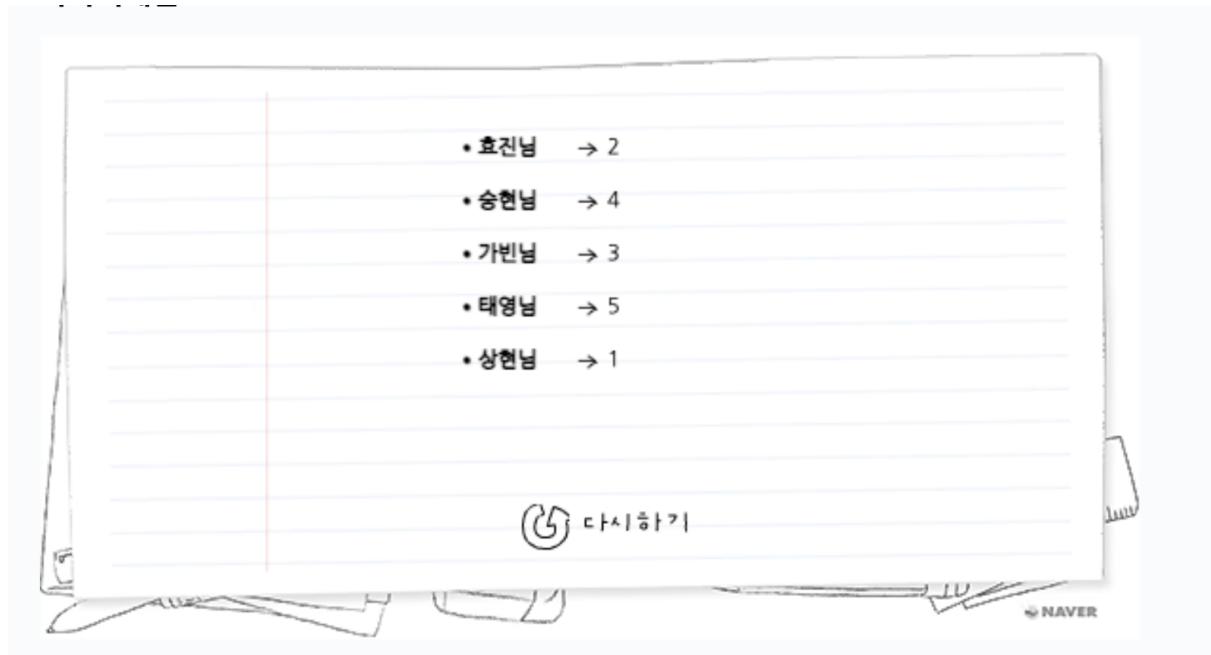 • 효진님 → 2
• 승현님 → 4
• 가빈님 → 3
• 태영님 → 5
• 상현님 → 1
다시하기
NAVER